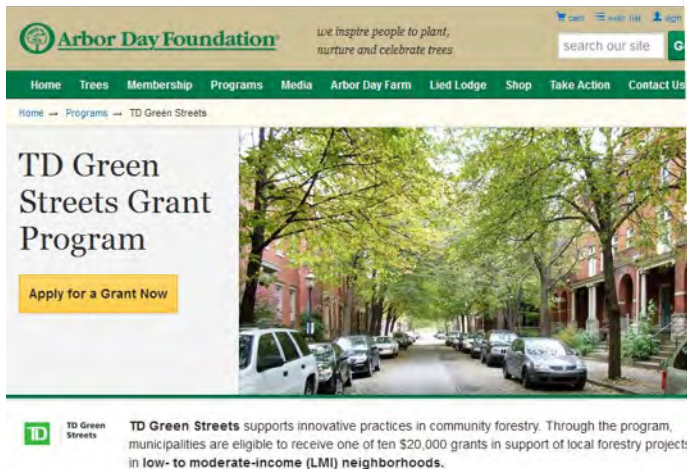 cart wish list sign
Arbor Day Foundation®
we inspire people to plant,
nurture and celebrate trees
search our site G
Home Trees Membership Programs Media Arbor Day Farm Lied Lodge Shop Take Action Contact Us
Home → Programs → TD Green Streets
TD Green
Streets Grant
Program
Apply for a Grant Now
TD
TD Green
Streets
TD Green Streets supports innovative practices in community forestry. Through the program,
municipalities are eligible to receive one of ten $20,000 grants in support of local forestry projects
in low- to moderate-income (LMI) neighborhoods.